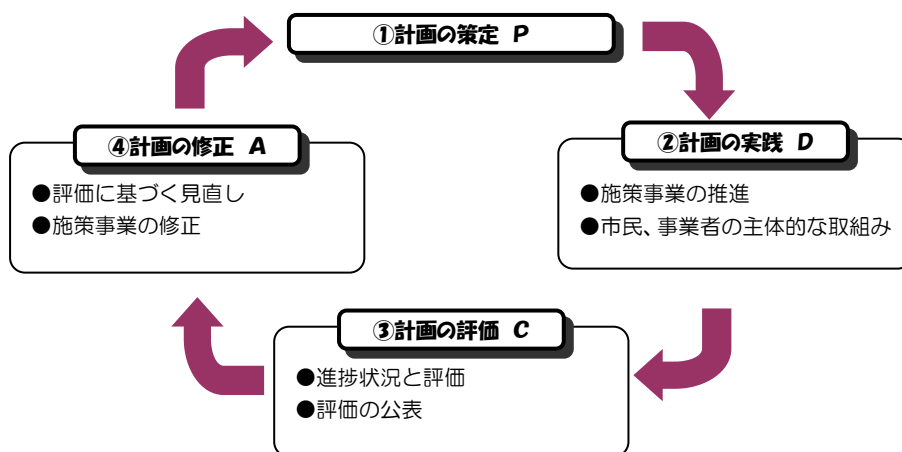 ①計画の策定 P
②計画の実践 D
●施策事業の推進
●市民、事業者の主体的な取組み
③計画の評価 C
●進捗状況と評価
●評価の公表
④計画の修正 A
●評価に基づく見直し
●施策事業の修正